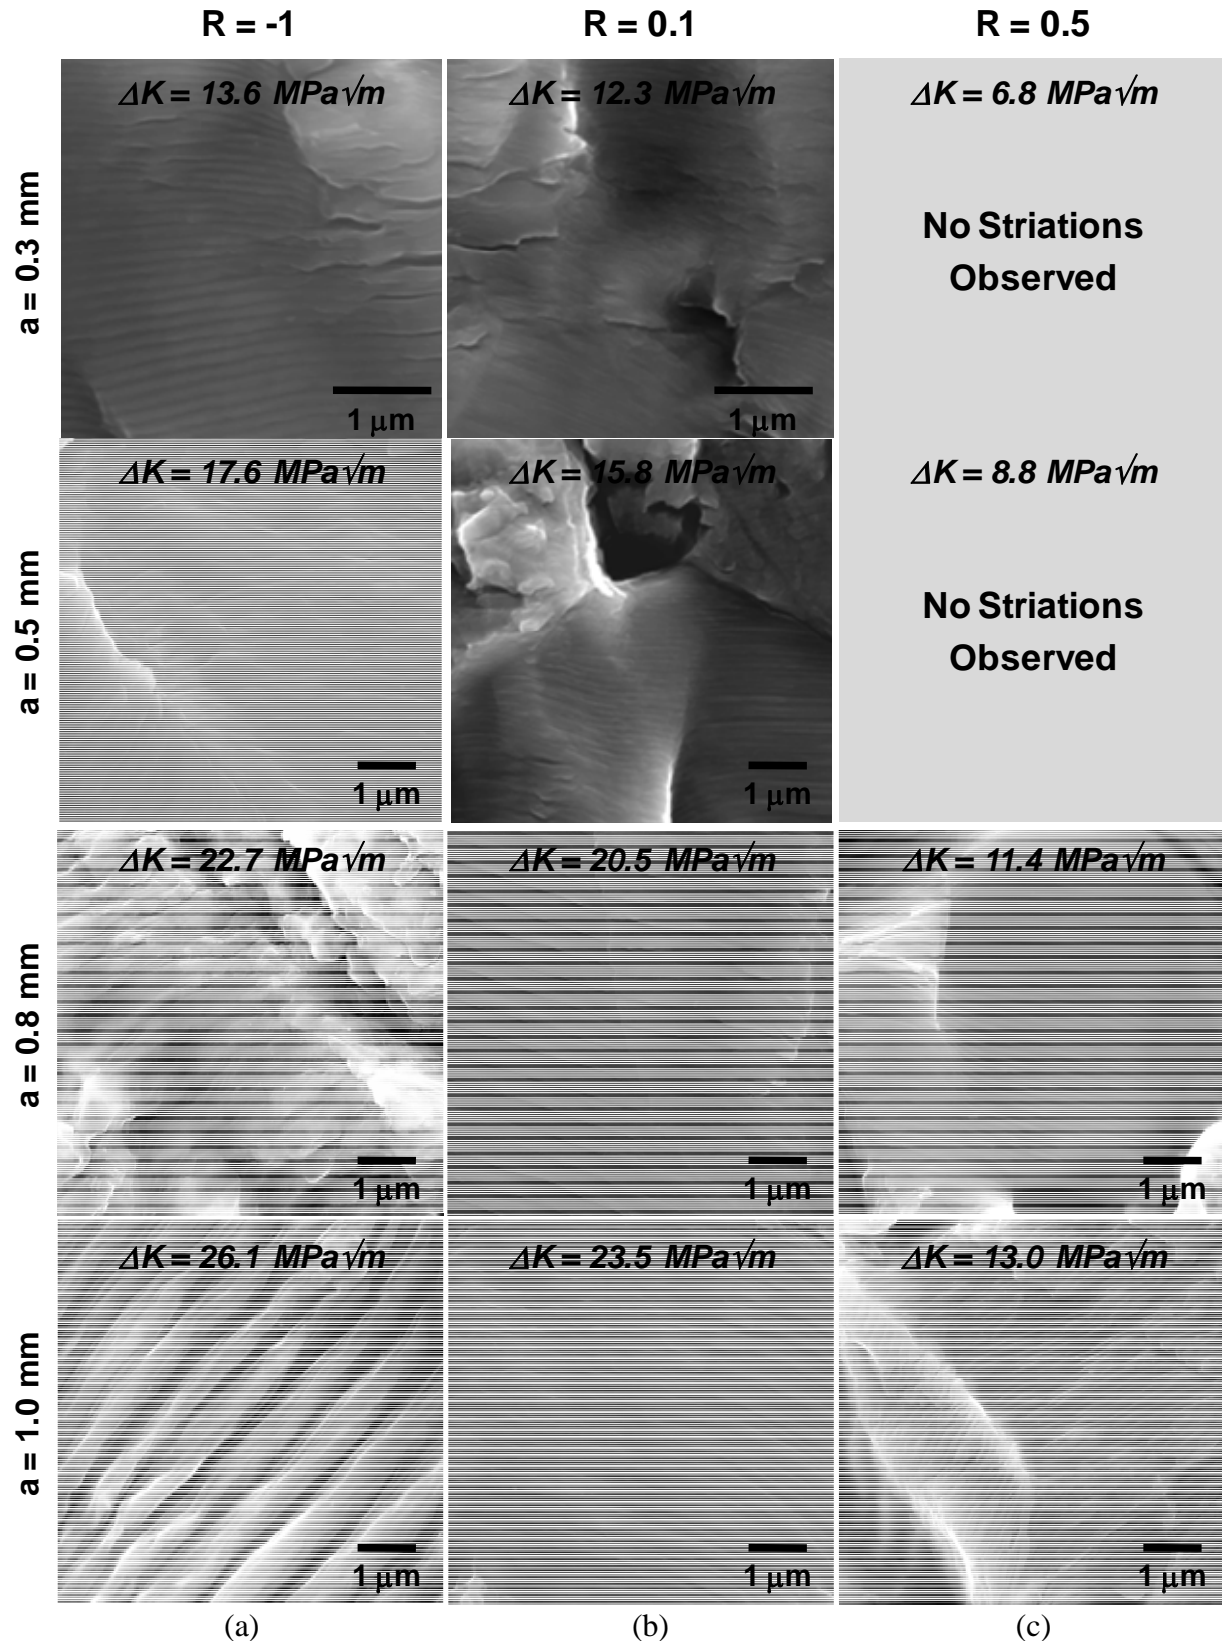 R = -1
R = 0.1
R = 0.5
a = 0.3 mm
ΔK = 13.6 MPa√m
1 μm
ΔK = 12.3 MPa√m
1 μm
ΔK = 6.8 MPa√m
No Striations
Observed
a = 0.5 mm
ΔK = 17.6 MPa√m
1 μm
ΔK = 15.8 MPa√m
1 μm
ΔK = 8.8 MPa√m
No Striations
Observed
a = 0.8 mm
ΔK = 22.7 MPa√m
1 μm
ΔK = 20.5 MPa√m
1 μm
ΔK = 11.4 MPa√m
1 μm
a = 1.0 mm
ΔK = 26.1 MPa√m
1 μm
ΔK = 23.5 MPa√m
1 μm
ΔK = 13.0 MPa√m
1 μm
(a)
(b)
(c)